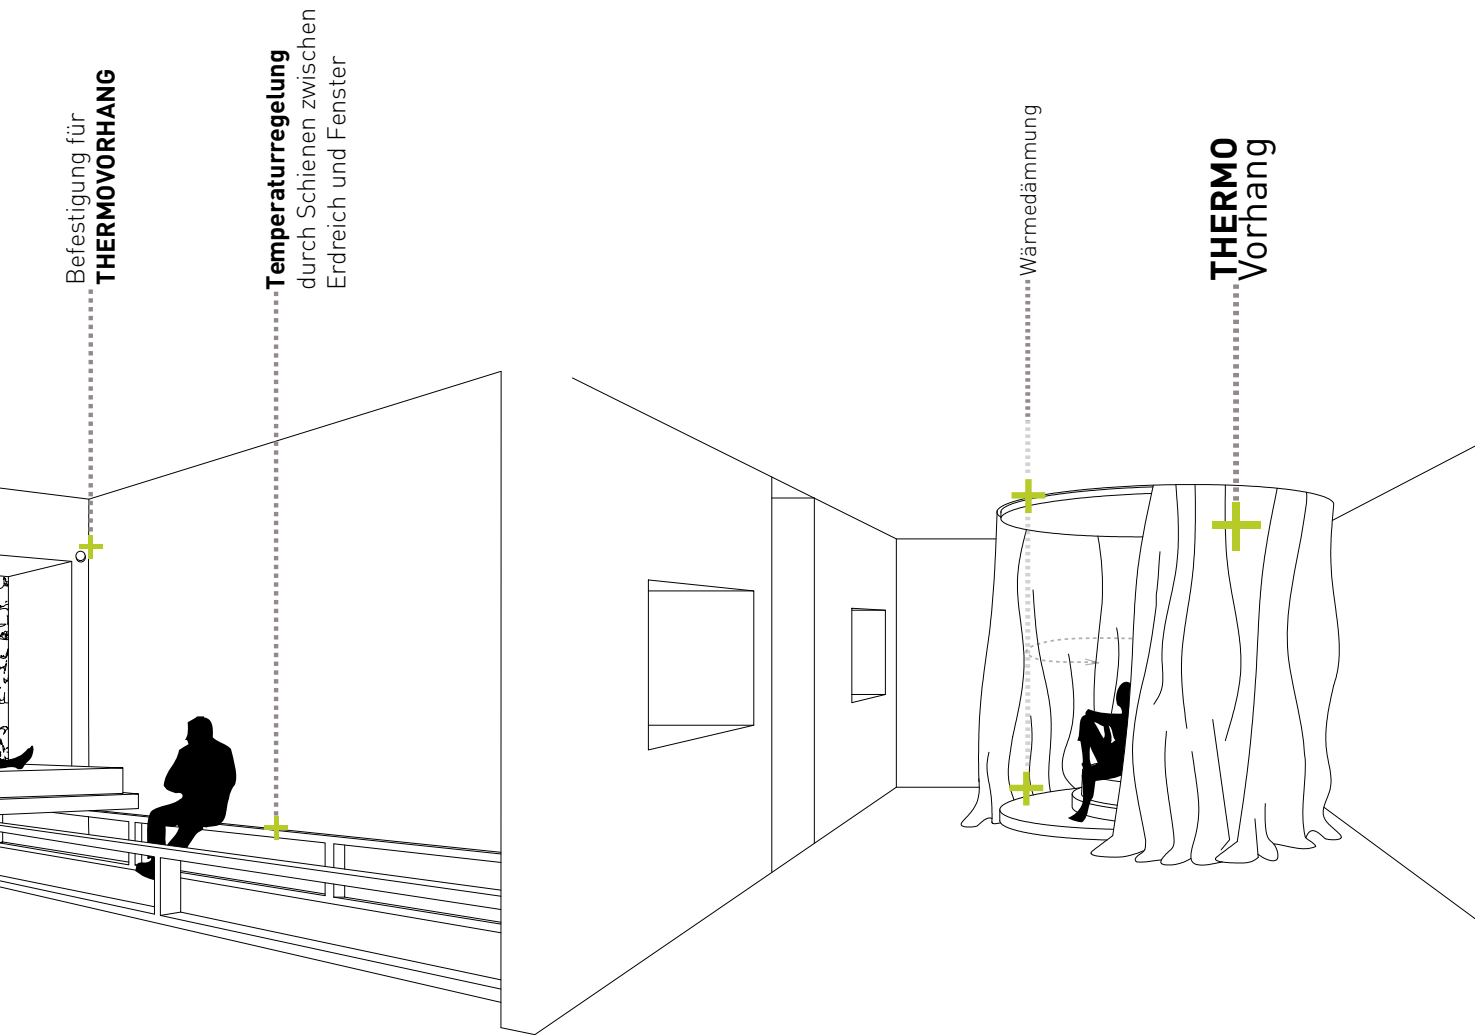 Befestigung für
THERMOVORHANG
Temperaturregelung
durch Schienen zwischen
Erdreich und Fenster
Wärmedämmung
THERMO
Vorhang